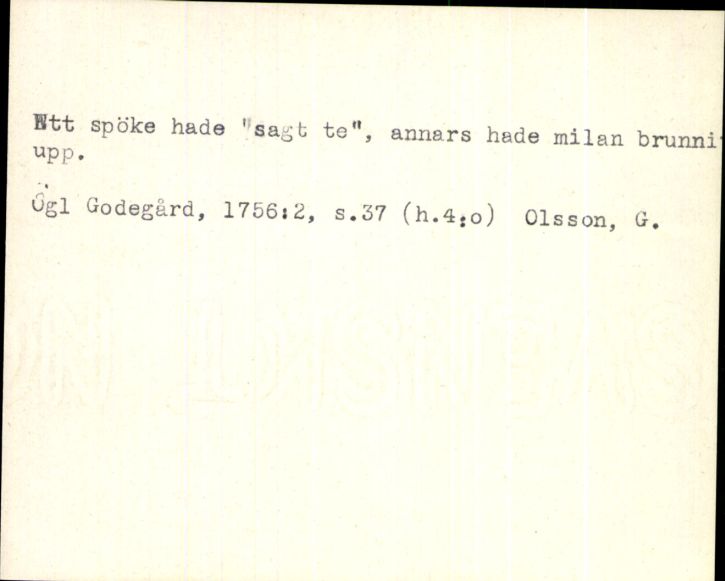 Ett spöke hade "sagt te", annars hade milan brunnit
upp.
Ögl Godegård, 1756:2, s.37 (h.4:o) Olsson, G.